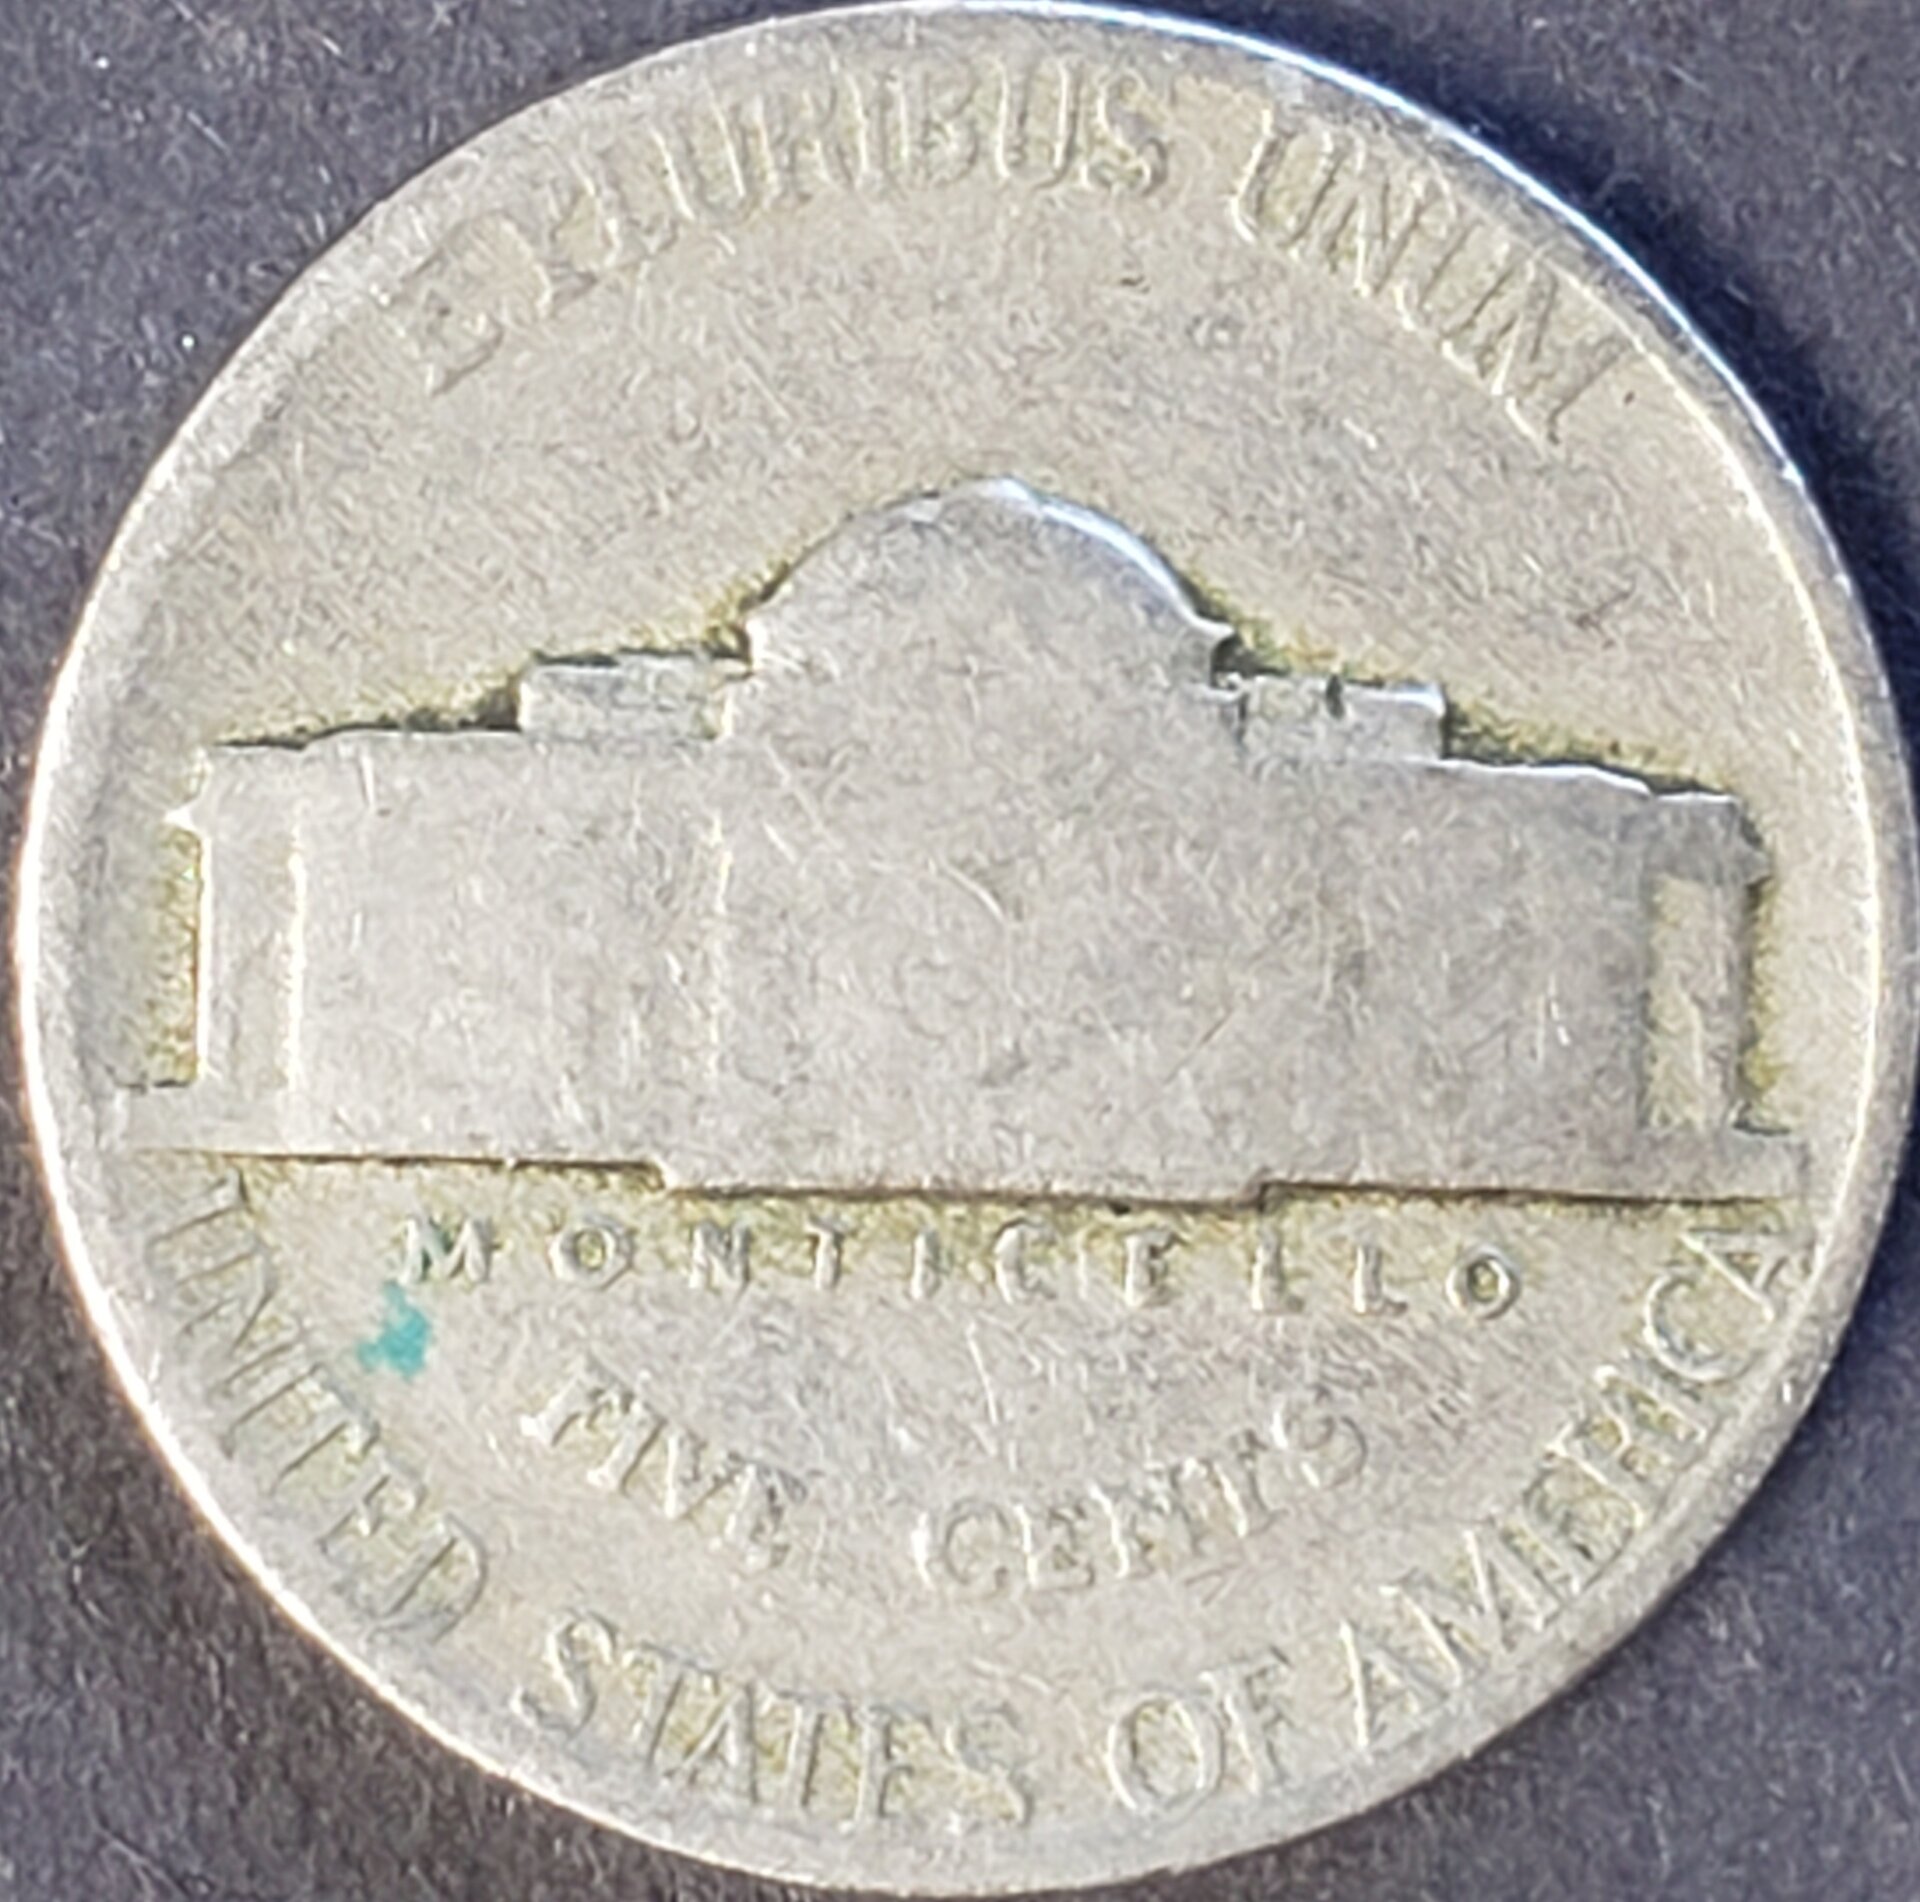 E PLURIBUS UNUM
MONTICELLO
FIVE CENTS
UNITED STATES OF AMERICA